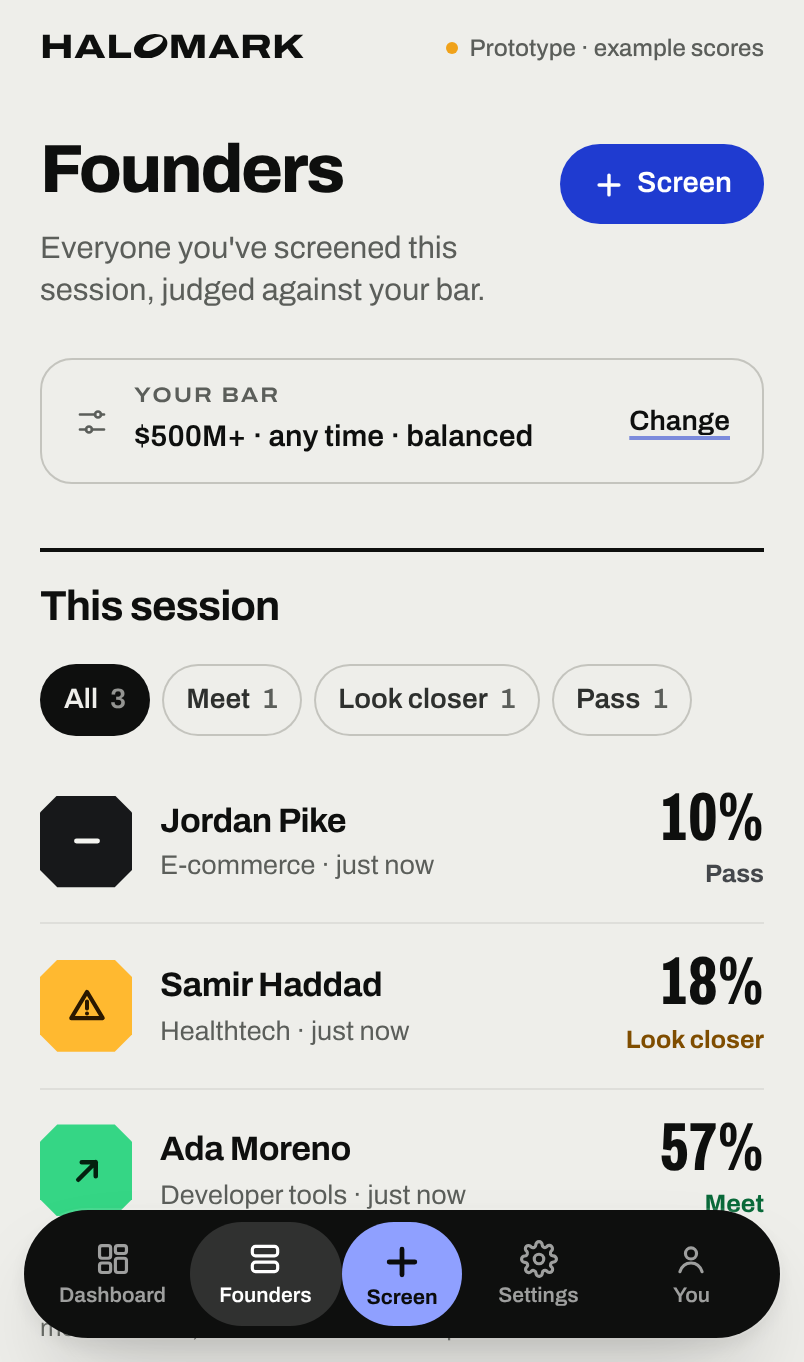 HALOMARK
Prototype · example scores
Founders
+ Screen
Everyone you've screened this
session, judged against your bar.
YOUR BAR
$500M+ · any time · balanced
Change
This session
All 3
Meet 1
Look closer 1
Pass 1
Jordan Pike
10%
E-commerce · just now
Pass
Samir Haddad
18%
Healthtech · just now
Look closer
Ada Moreno
57%
Developer tools · just now
Meet
Dashboard
Founders
Screen
Settings
You